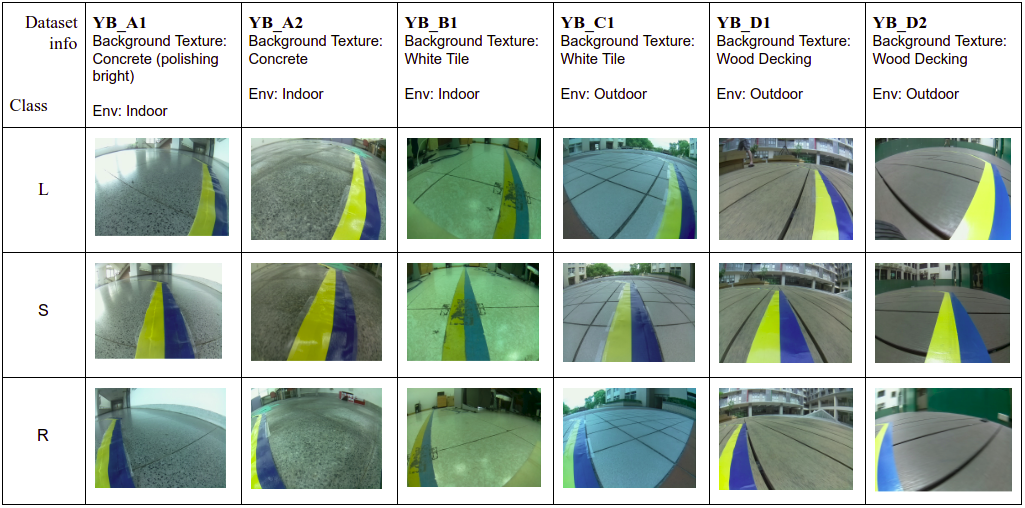 Dataset
info
Class
YB_A1
Background Texture:
Concrete (polishing
bright)
Env: Indoor
YB_A2
Background Texture:
Concrete
Env: Indoor
YB_B1
Background Texture:
White Tile
Env: Indoor
YB_C1
Background Texture:
White Tile
Env: Outdoor
YB_D1
Background Texture:
Wood Decking
Env: Outdoor
YB_D2
Background Texture:
Wood Decking
Env: Outdoor
L
S
R